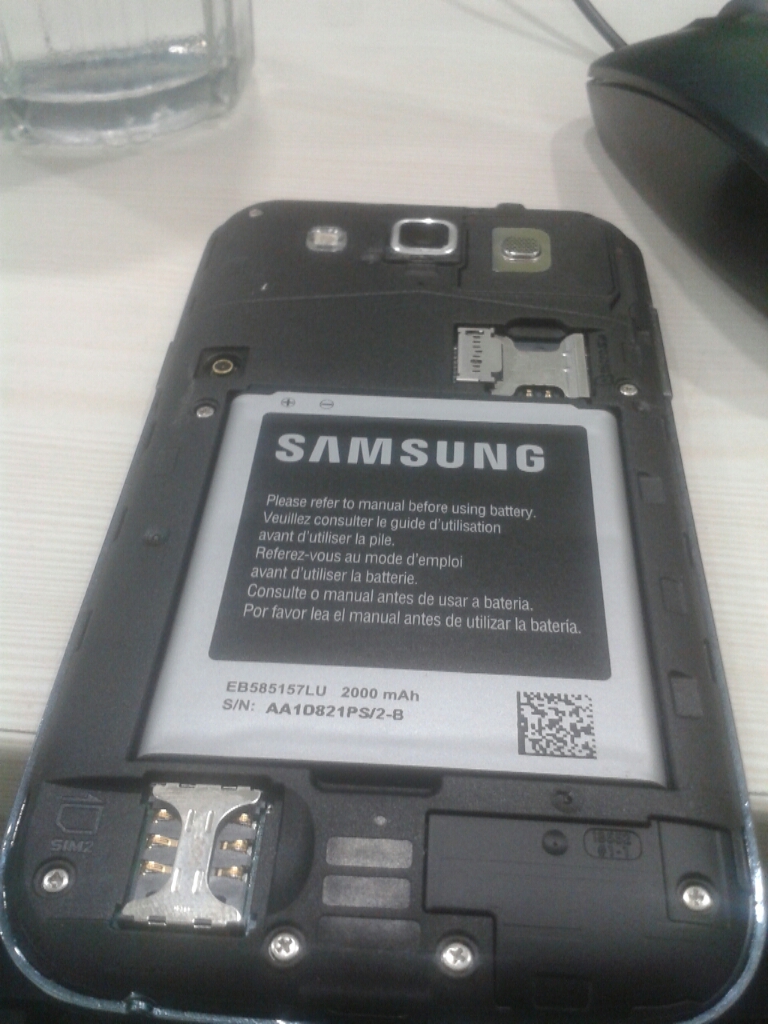 SAMSUNG
Please refer to manual before using battery.
Veuillez consulter le guide d'utilisation
avant d'utiliser la pile.
Referez-vous au mode d'emploi
avant d'utiliser la batterie.
Consulte o manual antes de usar a bateria.
Por favor lea el manual antes de utilizar la batería.
EB585157LU 2000 mAh
S/N: AA1D821PS/2-B
SIM2